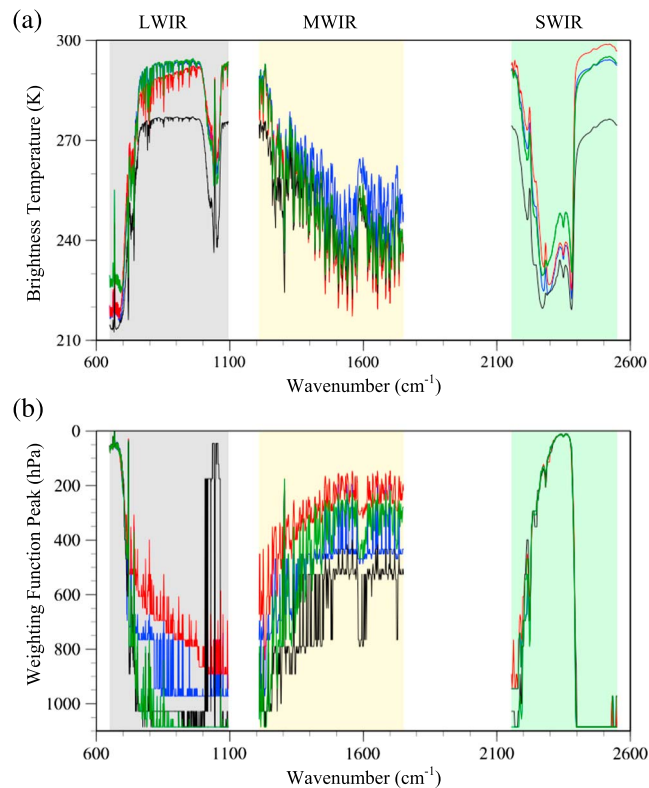 (a)
LWIR MWIR SWIR
300
270
240
210
Brightness Temperature (K)
600 1100 1600 2100 2600
Wavenumber (cm-1)
(b)
0
200
400
600
800
1000
Weighting Function Peak (hPa)
600 1100 1600 2100 2600
Wavenumber (cm-1)